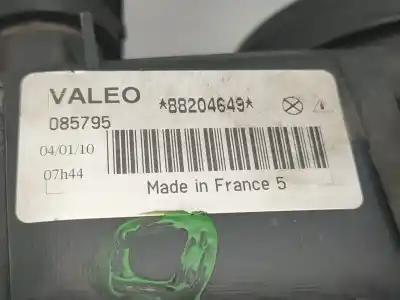 VALEO *88204649*
085795
04/01/10
07h44
Made in France 5